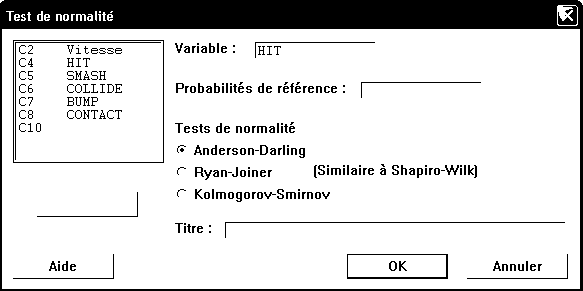 Test de normalité
C2 Vitesse
C4 HIT
C5 SMASH
C6 COLLIDE
C7 BUMP
C8 CONTACT
C10
Variable : HIT
Probabilités de référence :
Tests de normalité
Anderson-Darling
Ryan-Joiner (Similaire à Shapiro-Wilk)
Kolmogorov-Smirnov
Titre :
Aide
OK
Annuler